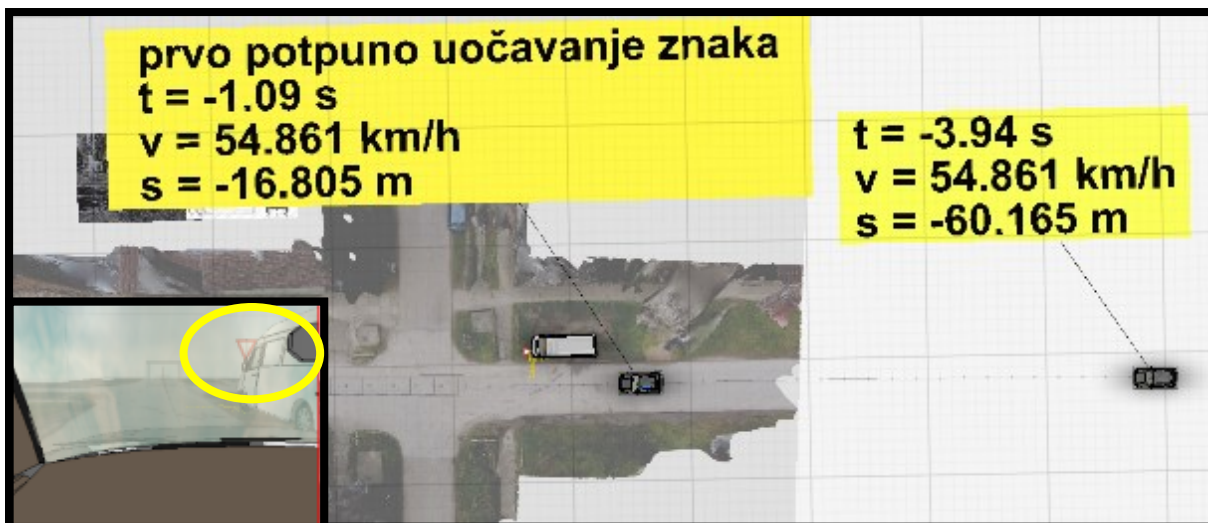 prvo potpuno uočavanje znaka
t = -1.09 s
v = 54.861 km/h
s = -16.805 m
t = -3.94 s
v = 54.861 km/h
s = -60.165 m